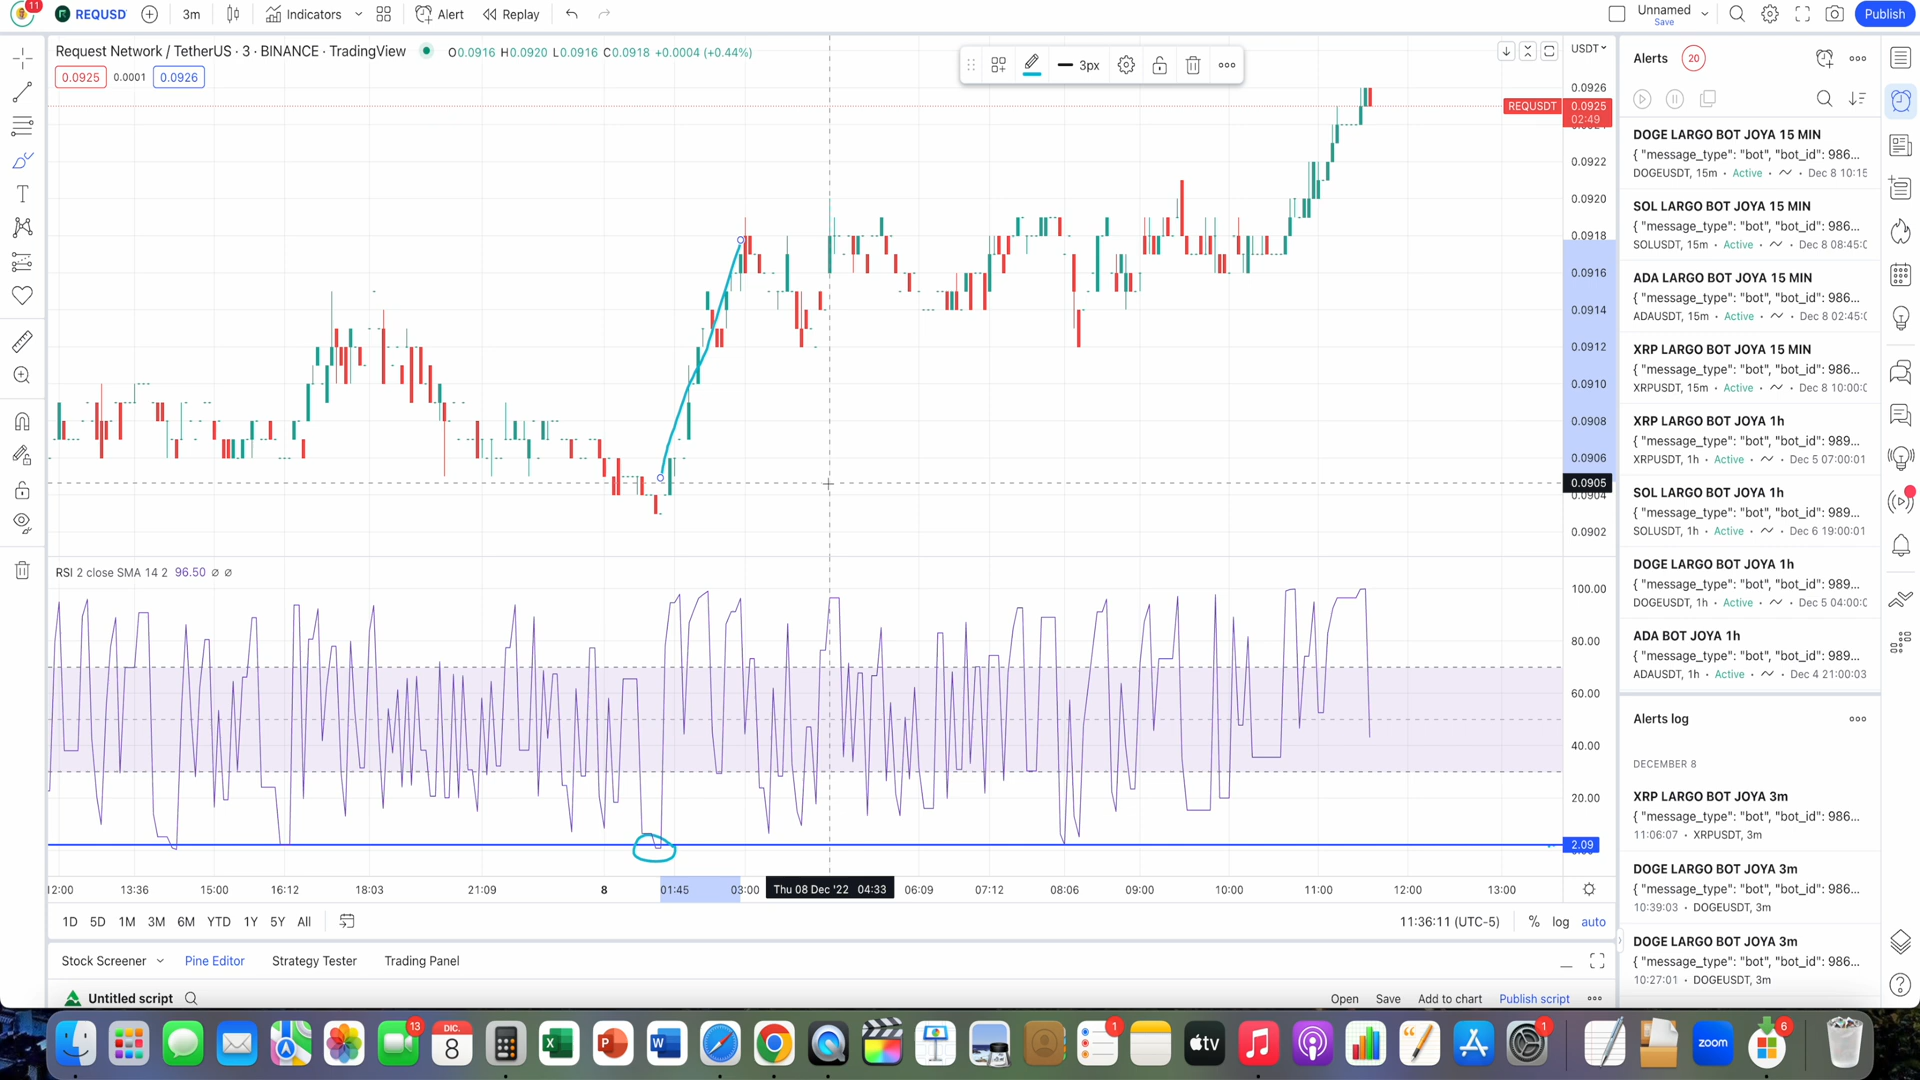 11
REQUSD
3m
Indicators
Alert
Replay
Unnamed
Save
Publish
Request Network / TetherUS · 3 · BINANCE · TradingView
O0.0916 H0.0920 L0.0916 C0.0918 +0.0004 (+0.44%)
0.0925
0.0001
0.0926
3px
USDT
0.0926
REQUSDT
0.0925
02:49
0.0922
0.0920
0.0918
0.0916
0.0914
0.0912
0.0910
0.0908
0.0906
0.0905
0.0904
0.0902
RSI 2 close SMA 14 2 96.50 ∅ ∅
100.00
80.00
60.00
40.00
20.00
2.09
12:00
13:36
15:00
16:12
18:03
21:09
8
01:45
03:00
Thu 08 Dec '22 04:33
06:09
07:12
08:06
09:00
10:00
11:00
12:00
13:00
1D 5D 1M 3M 6M YTD 1Y 5Y All
11:36:11 (UTC-5)
% log auto
Stock Screener
Pine Editor
Strategy Tester
Trading Panel
Untitled script
Open
Save
Add to chart
Publish script
Alerts
20
DOGE LARGO BOT JOYA 15 MIN
{ "message_type": "bot", "bot_id": 986...
DOGEUSDT, 15m · Active · Dec 8 10:15
SOL LARGO BOT JOYA 15 MIN
{ "message_type": "bot", "bot_id": 986...
SOLUSDT, 15m · Active · Dec 8 08:45:0
ADA LARGO BOT JOYA 15 MIN
{ "message_type": "bot", "bot_id": 986...
ADAUSDT, 15m · Active · Dec 8 02:45:0
XRP LARGO BOT JOYA 15 MIN
{ "message_type": "bot", "bot_id": 986...
XRPUSDT, 15m · Active · Dec 8 10:00:0
XRP LARGO BOT JOYA 1h
{ "message_type": "bot", "bot_id": 989...
XRPUSDT, 1h · Active · Dec 5 07:00:01
SOL LARGO BOT JOYA 1h
{ "message_type": "bot", "bot_id": 989...
SOLUSDT, 1h · Active · Dec 6 19:00:01
DOGE LARGO BOT JOYA 1h
{ "message_type": "bot", "bot_id": 989...
DOGEUSDT, 1h · Active · Dec 5 04:00:0
ADA BOT JOYA 1h
{ "message_type": "bot", "bot_id": 989...
ADAUSDT, 1h · Active · Dec 4 21:00:03
Alerts log
DECEMBER 8
XRP LARGO BOT JOYA 3m
{ "message_type": "bot", "bot_id": 986...
11:06:07 · XRPUSDT, 3m
DOGE LARGO BOT JOYA 3m
{ "message_type": "bot", "bot_id": 986...
10:39:03 · DOGEUSDT, 3m
DOGE LARGO BOT JOYA 3m
{ "message_type": "bot", "bot_id": 986...
10:27:01 · DOGEUSDT, 3m
13
DIC.
8
X
P
W
1
tv
1
zoom
6